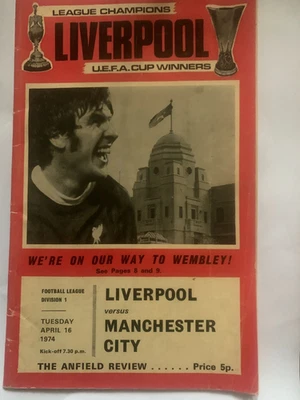 LEAGUE CHAMPIONS
LIVERPOOL
U.E.F.A. CUP WINNERS
WE'RE ON OUR WAY TO WEMBLEY!
See Pages 8 and 9.
FOOTBALL LEAGUE
DIVISION 1
TUESDAY
APRIL 16
1974
Kick-off 7.30 p.m.
LIVERPOOL
versus
MANCHESTER
CITY
THE ANFIELD REVIEW ...... Price 5p.